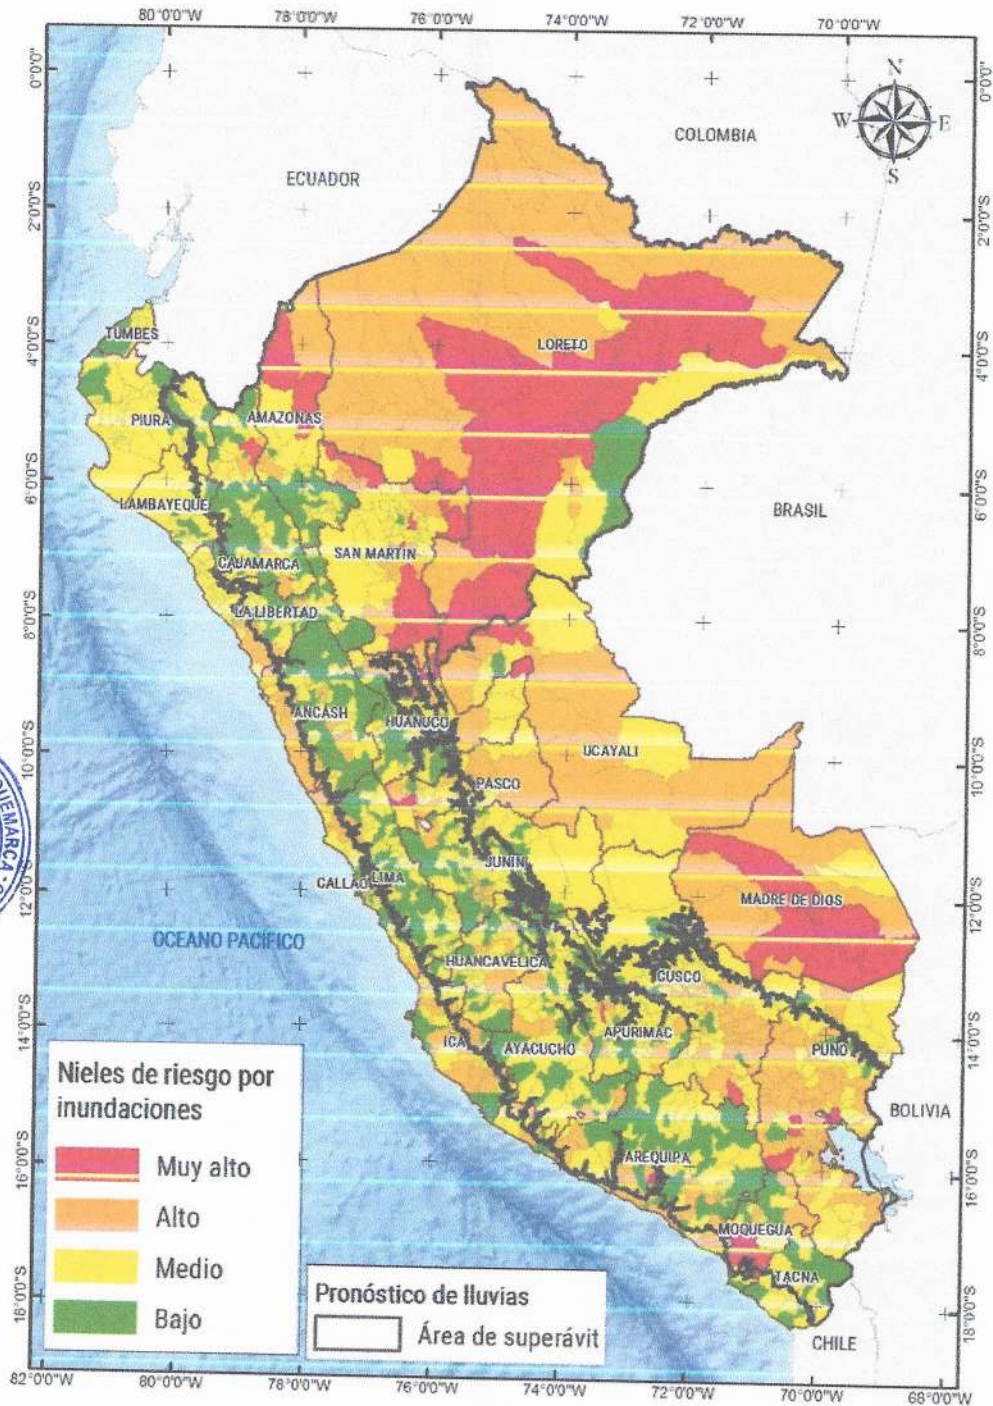 80°0'0"W 78°0'0"W 76°0'0"W 74°0'0"W 72°0'0"W 70°0'0"W
0°0'0" 0°0'0"
N
W E
S
COLOMBIA
ECUADOR
2°0'0"S 2°0'0"S
TUMBES
LORETO
4°0'0"S 4°0'0"S
PIURA
AMAZONAS
6°0'0"S 6°0'0"S
LAMBAYEQUE
BRASIL
SAN MARTIN
CAJAMARCA
LA LIBERTAD
8°0'0"S 8°0'0"S
ANCASH
HUANUCO
UCAYALI
10°0'0"S 10°0'0"S
PASCO
QUEMARCA
JUNIN
CALLAO
LIMA
12°0'0"S 12°0'0"S
MADRE DE DIOS
OCEANO PACÍFICO
HUANCAVELICA
CUSCO
14°0'0"S 14°0'0"S
ICA
AYACUCHO
APURIMAC
PUNO
BOLIVIA
Nieles de riesgo por
inundaciones
Muy alto
Alto
Medio
Bajo
16°0'0"S 16°0'0"S
AREQUIPA
MOQUEGUA
TACNA
18°0'0"S 18°0'0"S
Pronóstico de lluvias
Área de superávit
CHILE
82°0'0"W 80°0'0"W 78°0'0"W 76°0'0"W 74°0'0"W 72°0'0"W 70°0'0"W 68°0'0"W